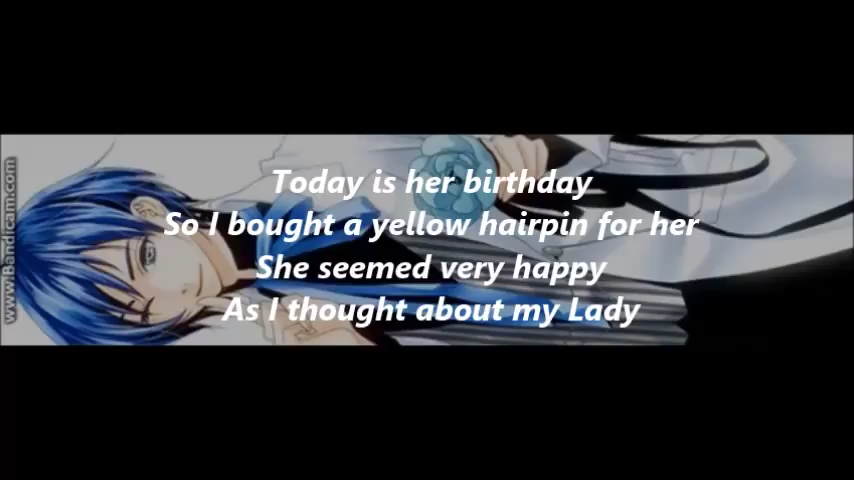 www.Bandicam.com
Today is her birthday
So I bought a yellow hairpin for her
She seemed very happy
As I thought about my Lady